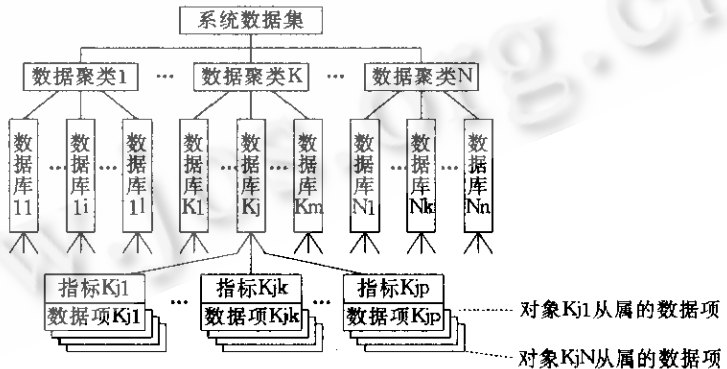 系统数据集
数据聚类1 … 数据聚类K … 数据聚类N
数据库11 … 数据库1i … 数据库1l 数据库K1 … 数据库Kj … 数据库Km 数据库N1 … 数据库Nk … 数据库Nn
指标Kj1 … 指标Kjk … 指标Kjp
数据项Kj1 数据项Kjk 数据项Kjp
对象Kj1从属的数据项
对象KjN从属的数据项